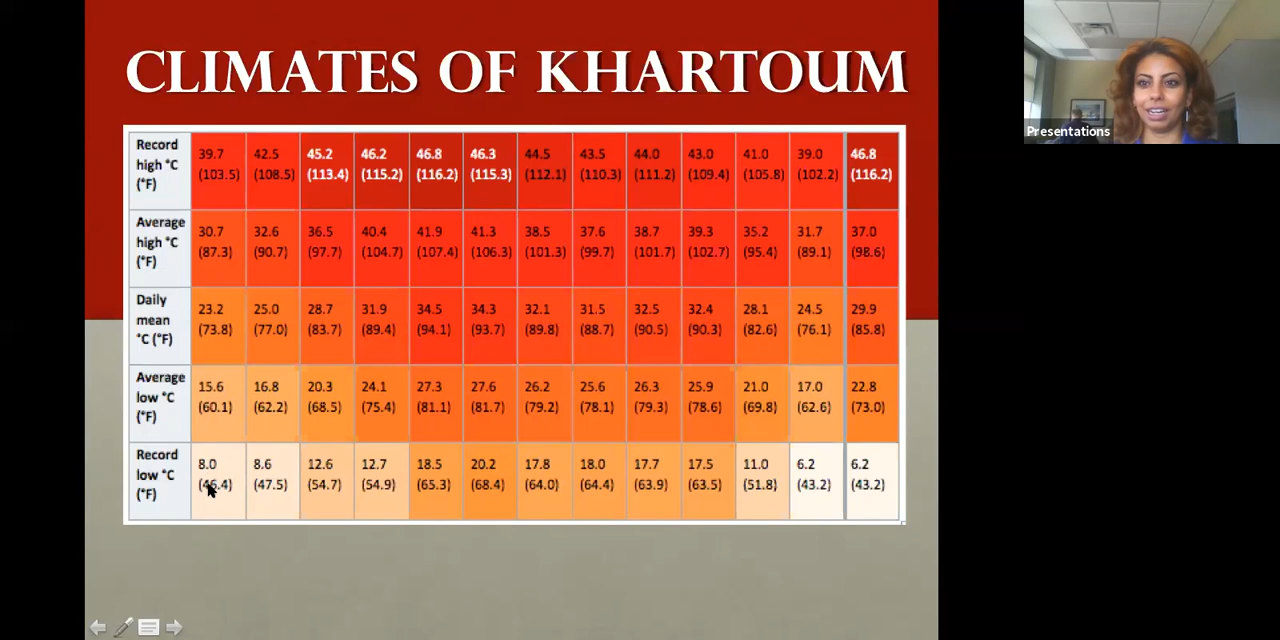 CLIMATES OF KHARTOUM
Presentations
Record high °C (°F) 39.7 (103.5) 42.5 (108.5) 45.2 (113.4) 46.2 (115.2) 46.8 (116.2) 46.3 (115.3) 44.5 (112.1) 43.5 (110.3) 44.0 (111.2) 43.0 (109.4) 41.0 (105.8) 39.0 (102.2) 46.8 (116.2)
Average high °C (°F) 30.7 (87.3) 32.6 (90.7) 36.5 (97.7) 40.4 (104.7) 41.9 (107.4) 41.3 (106.3) 38.5 (101.3) 37.6 (99.7) 38.7 (101.7) 39.3 (102.7) 35.2 (95.4) 31.7 (89.1) 37.0 (98.6)
Daily mean °C (°F) 23.2 (73.8) 25.0 (77.0) 28.7 (83.7) 31.9 (89.4) 34.5 (94.1) 34.3 (93.7) 32.1 (89.8) 31.5 (88.7) 32.5 (90.5) 32.4 (90.3) 28.1 (82.6) 24.5 (76.1) 29.9 (85.8)
Average low °C (°F) 15.6 (60.1) 16.8 (62.2) 20.3 (68.5) 24.1 (75.4) 27.3 (81.1) 27.6 (81.7) 26.2 (79.2) 25.6 (78.1) 26.3 (79.3) 25.9 (78.6) 21.0 (69.8) 17.0 (62.6) 22.8 (73.0)
Record low °C (°F) 8.0 (46.4) 8.6 (47.5) 12.6 (54.7) 12.7 (54.9) 18.5 (65.3) 20.2 (68.4) 17.8 (64.0) 18.0 (64.4) 17.7 (63.9) 17.5 (63.5) 11.0 (51.8) 6.2 (43.2) 6.2 (43.2)